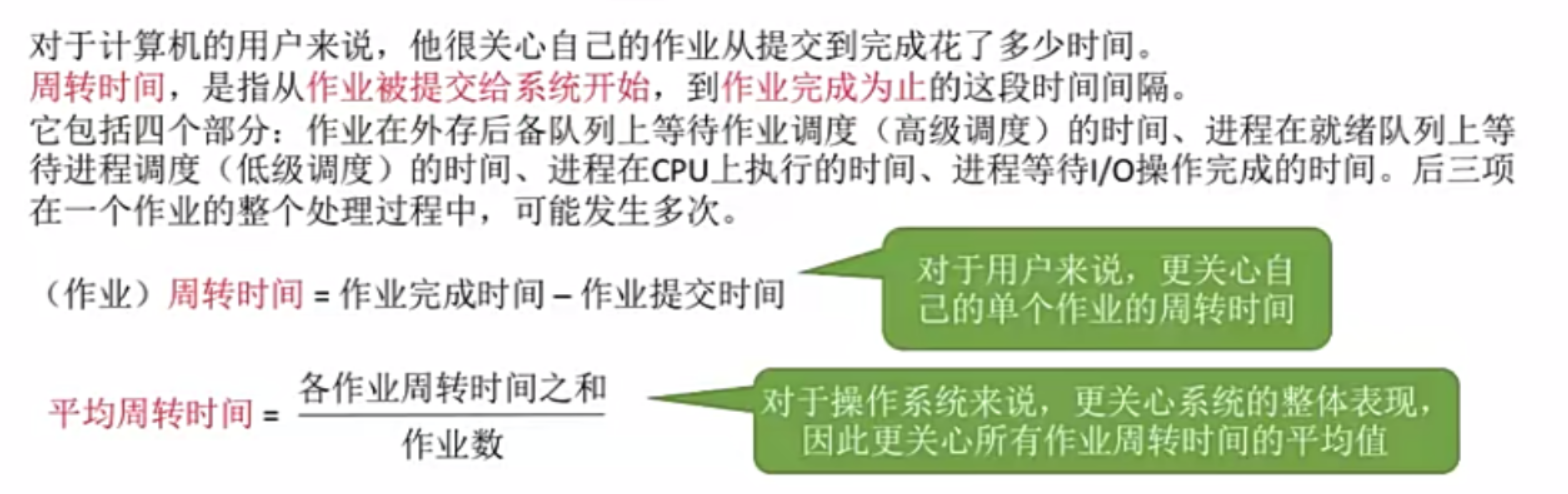 对于计算机的用户来说，他很关心自己的作业从提交到完成花了多少时间。
周转时间，是指从作业被提交给系统开始，到作业完成为止的这段时间间隔。
它包括四个部分：作业在外存后备队列上等待作业调度（高级调度）的时间、进程在就绪队列上等
待进程调度（低级调度）的时间、进程在CPU上执行的时间、进程等待I/O操作完成的时间。后三项
在一个作业的整个处理过程中，可能发生多次。
（作业）周转时间 = 作业完成时间 – 作业提交时间
对于用户来说，更关心自
己的单个作业的周转时间
平均周转时间 =
各作业周转时间之和
作业数
对于操作系统来说，更关心系统的整体表现，
因此更关心所有作业周转时间的平均值